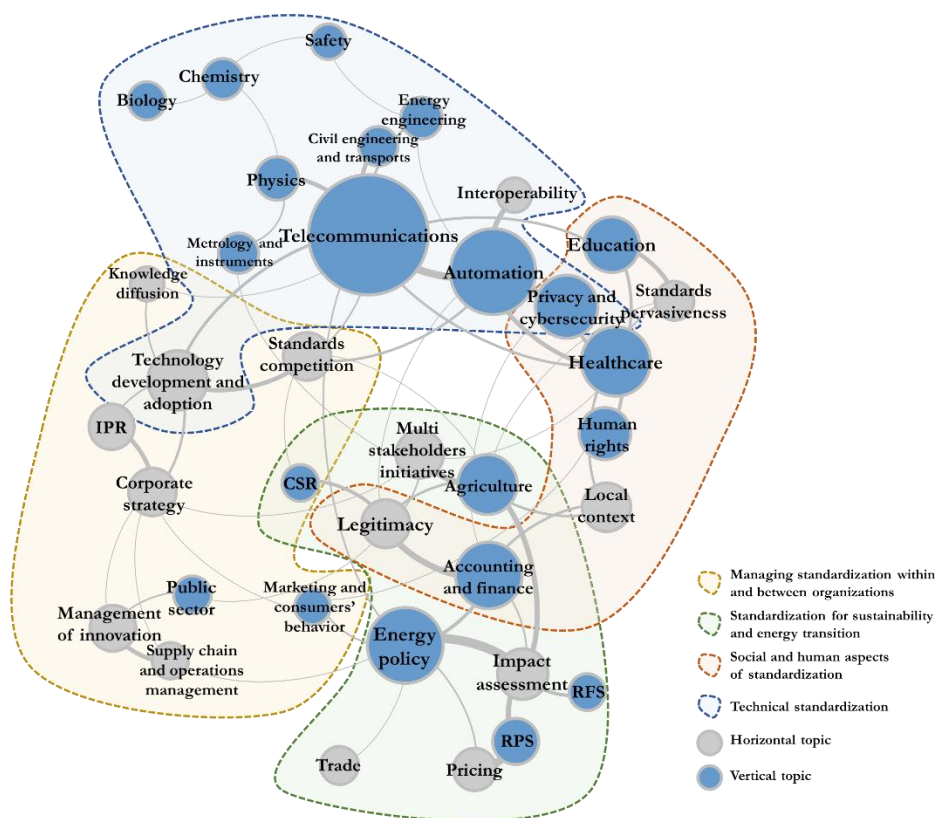 Safety
Chemistry
Biology
Energy
engineering
Civil engineering
and transports
Physics
Interoperability
Telecommunications
Education
Metrology and
instruments
Automation
Knowledge
diffusion
Privacy and
cybersecurity
Standards
pervasiveness
Standards
competition
Technology
development and
adoption
Healthcare
IPR
Multi
stakeholders
initiatives
Human
rights
Corporate
strategy
CSR
Agriculture
Local
context
Legitimacy
Accounting
and finance
Public
sector
Marketing and
consumers’
behavior
Management
of innovation
Energy
policy
Supply chain
and operations
management
Impact
assessment
RFS
RPS
Trade
Pricing
Managing standardization within
and between organizations
Standardization for sustainability
and energy transition
Social and human aspects
of standardization
Technical standardization
Horizontal topic
Vertical topic